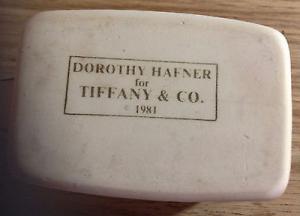 DOROTHY HAFNER
for
TIFFANY & CO.
© 1981